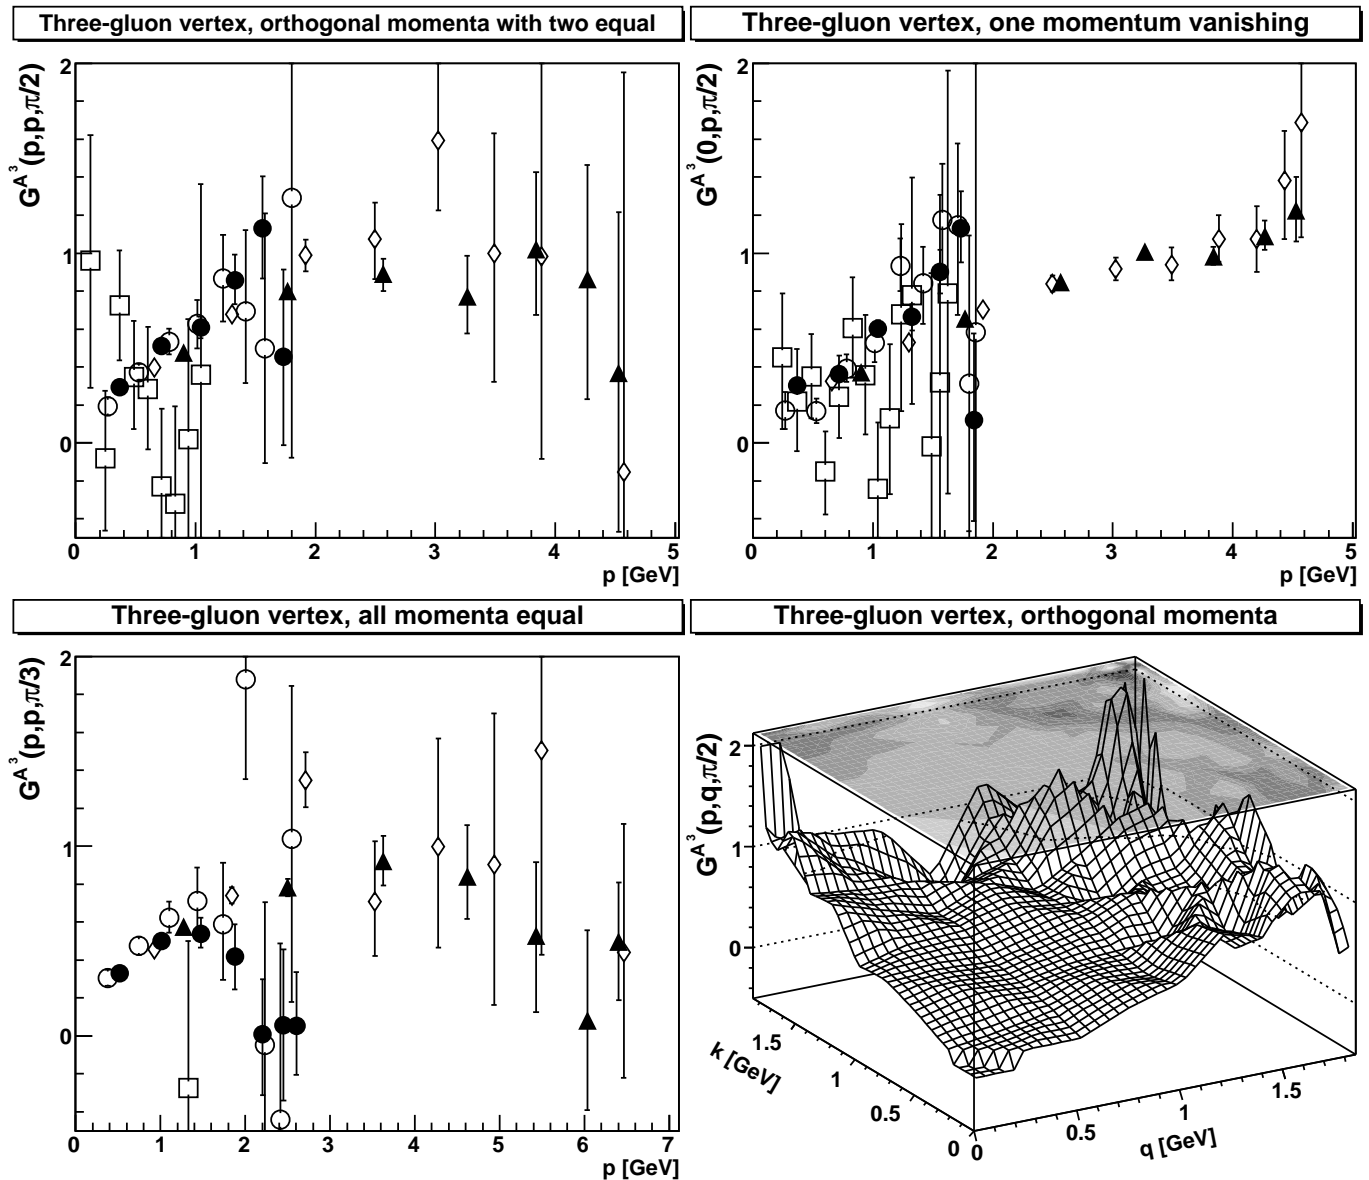 Three-gluon vertex, orthogonal momenta with two equal
G^{A^3}(p,p,π/2)
2
1
0
0 1 2 3 4 5
p [GeV]
Three-gluon vertex, one momentum vanishing
G^{A^3}(0,p,π/2)
2
1
0
0 1 2 3 4 5
p [GeV]
Three-gluon vertex, all momenta equal
G^{A^3}(p,p,π/3)
2
1
0
0 1 2 3 4 5 6 7
p [GeV]
Three-gluon vertex, orthogonal momenta
G^{A^3}(p,q,π/2)
2
1
0
1.5
1
0.5
0
k [GeV]
0
0.5
1
1.5
q [GeV]